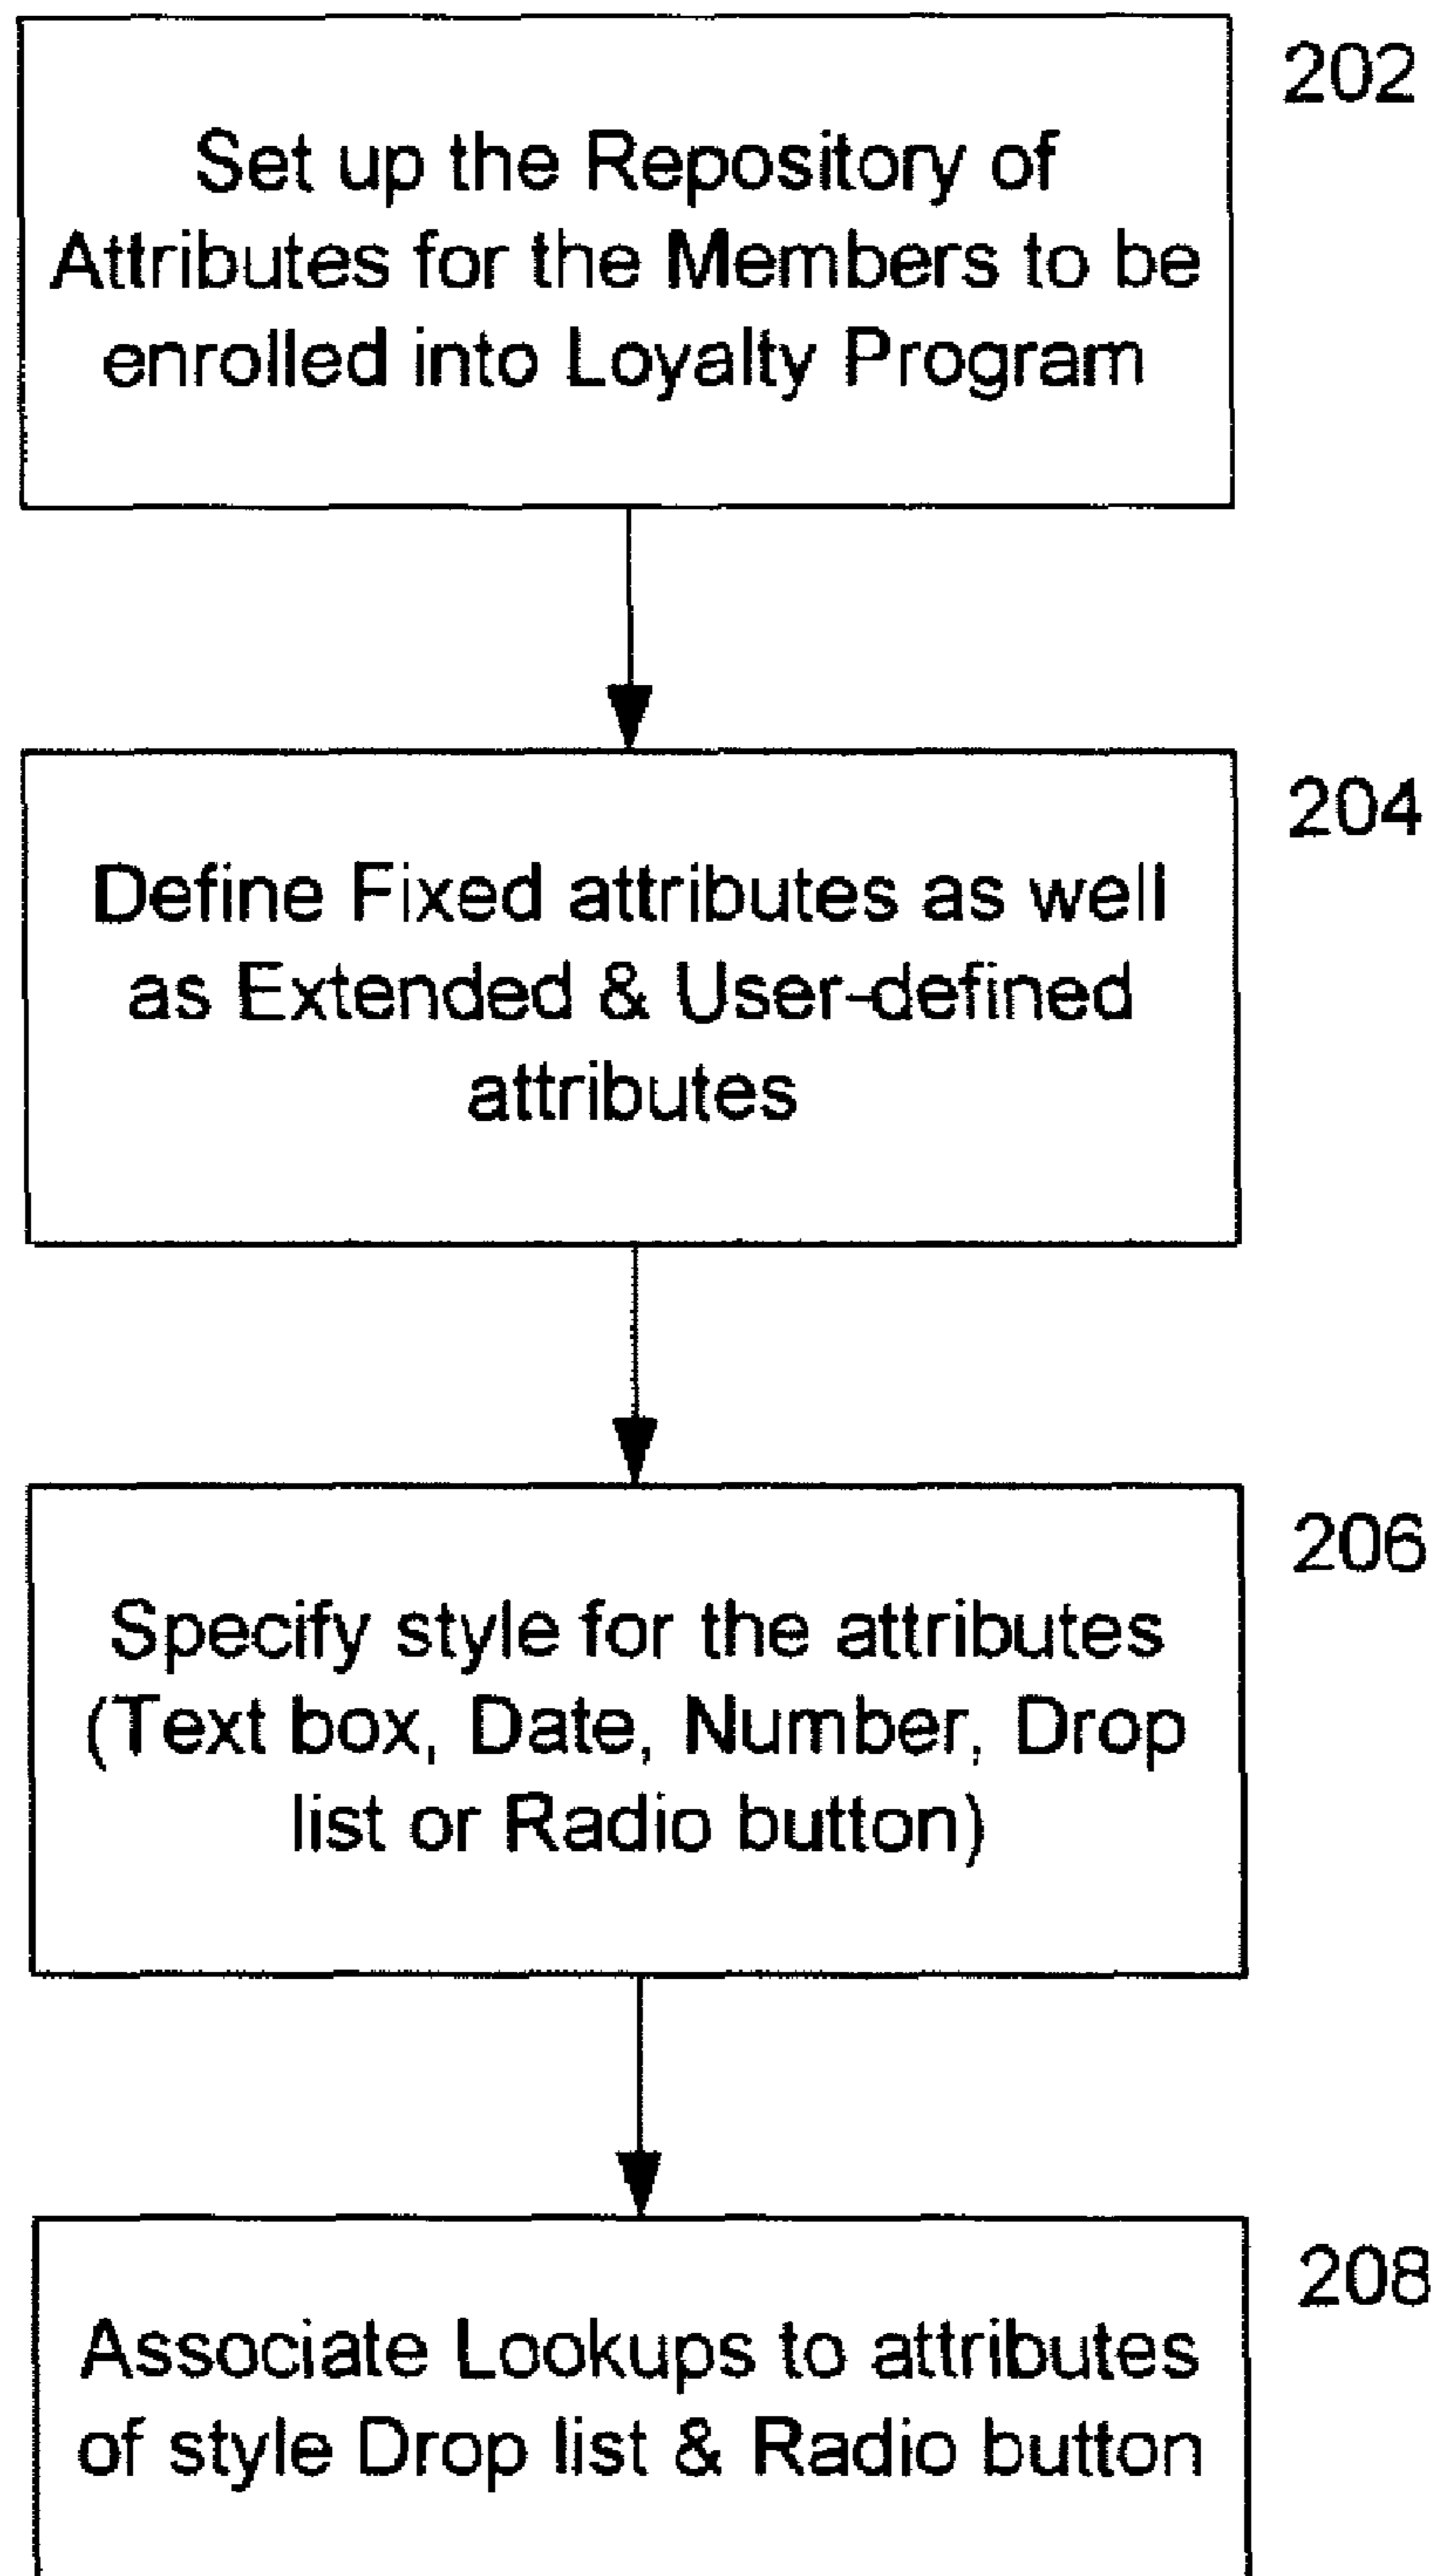 202
Set up the Repository of
Attributes for the Members to be
enrolled into Loyalty Program
204
Define Fixed attributes as well
as Extended & User-defined
attributes
206
Specify style for the attributes
(Text box, Date, Number, Drop
list or Radio button)
208
Associate Lookups to attributes
of style Drop list & Radio button